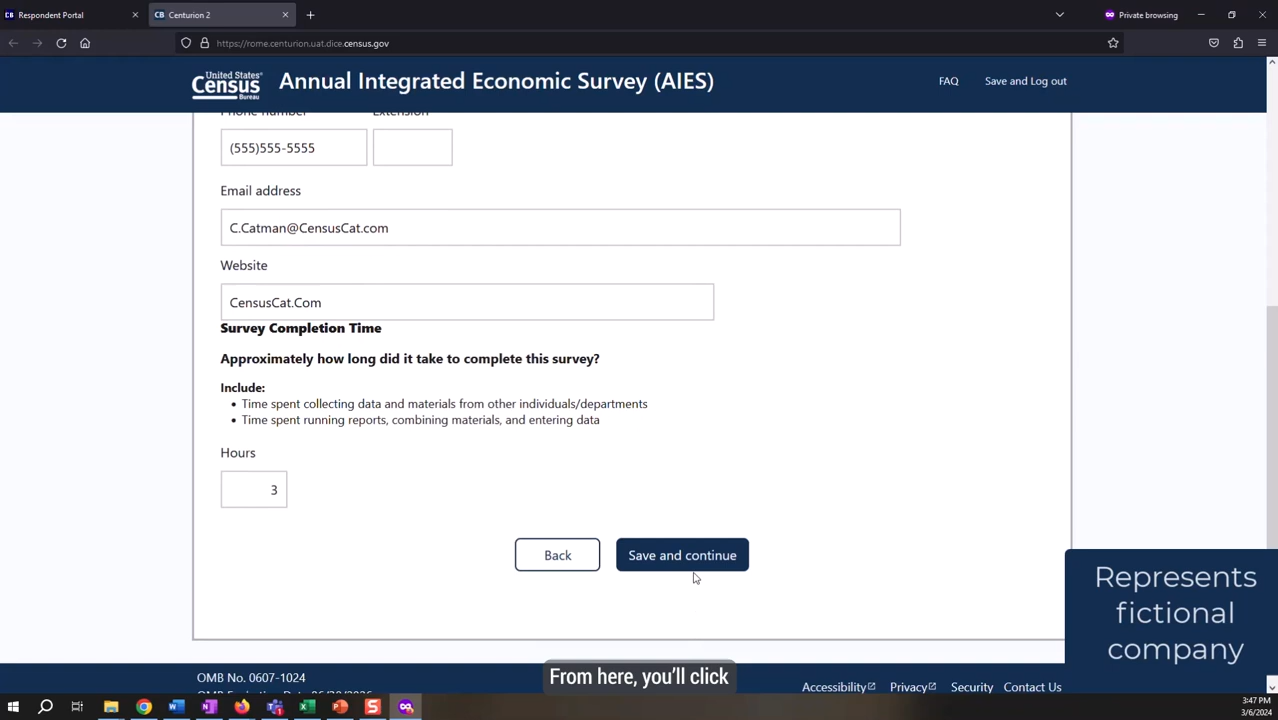 Respondent Portal
CB
Centurion 2
Private browsing
https://rome.centurion.uat.dice.census.gov
United States
Census
Bureau
Annual Integrated Economic Survey (AIES)
FAQ
Save and Log out
Phone number
Extension
(555)555-5555
Email address
C.Catman@CensusCat.com
Website
CensusCat.Com
Survey Completion Time
Approximately how long did it take to complete this survey?
Include:
• Time spent collecting data and materials from other individuals/departments
• Time spent running reports, combining materials, and entering data
Hours
3
Back
Save and continue
Represents
fictional
company
From here, you'll click
OMB No. 0607-1024
Accessibility
Privacy
Security
Contact Us
3:47 PM
3/6/2024